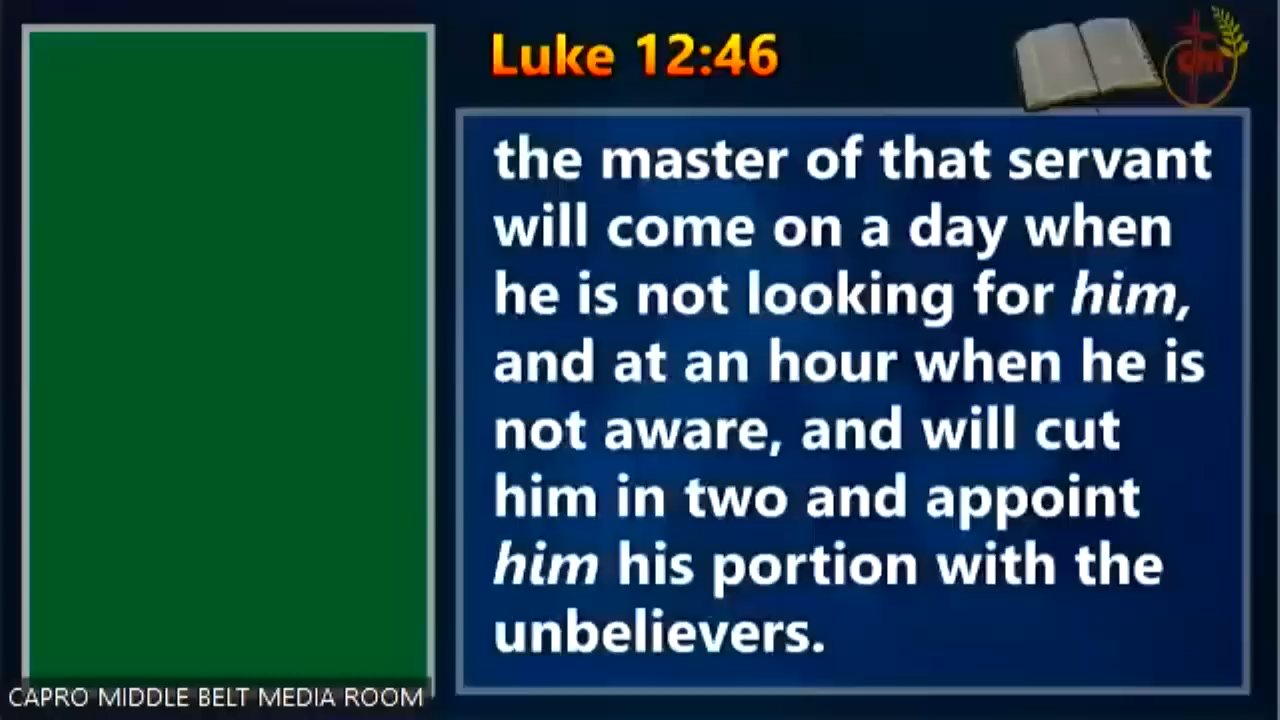 Luke 12:46
the master of that servant
will come on a day when
he is not looking for him,
and at an hour when he is
not aware, and will cut
him in two and appoint
him his portion with the
unbelievers.
CAPRO MIDDLE BELT MEDIA ROOM